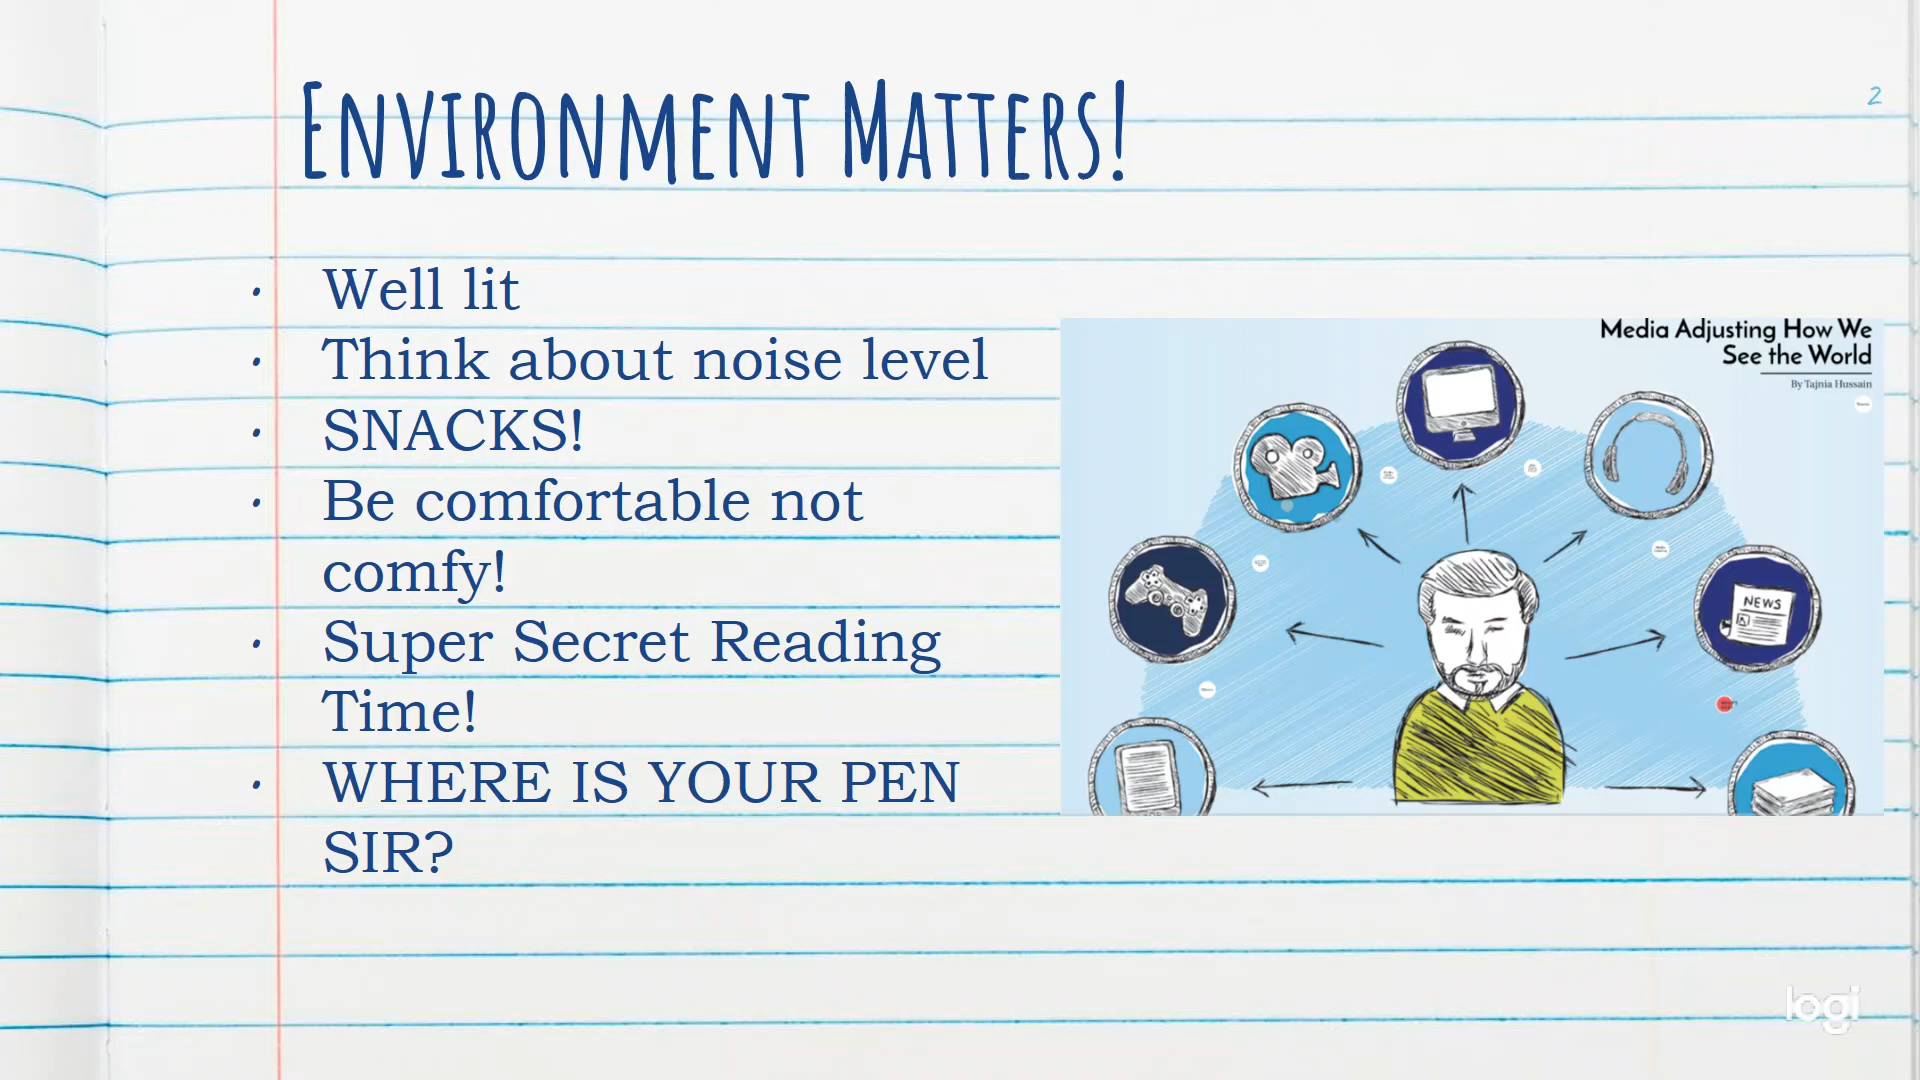 Environment Matters!
2
· Well lit
· Think about noise level
· SNACKS!
· Be comfortable not
comfy!
· Super Secret Reading
Time!
· WHERE IS YOUR PEN
SIR?
Media Adjusting How We
See the World
By Tajnia Hussain
NEWS
logi